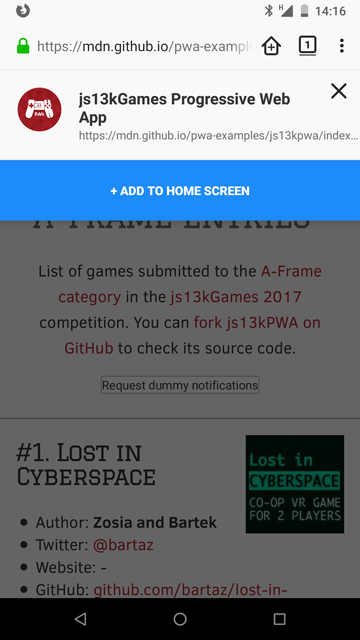 H 14:16
https://mdn.github.io/pwa-exampl
1
js13kGames Progressive Web
App
https://mdn.github.io/pwa-examples/js13kpwa/index…
+ ADD TO HOME SCREEN
A-FRAME ENTRIES
List of games submitted to the A-Frame
category in the js13kGames 2017
competition. You can fork js13kPWA on
GitHub to check its source code.
Request dummy notifications
#1. Lost in
Cyberspace
Lost in
CYBERSPACE
CO-OP VR GAME
FOR 2 PLAYERS
• Author: Zosia and Bartek
• Twitter: @bartaz
• Website: -
• GitHub: github.com/bartaz/lost-in-